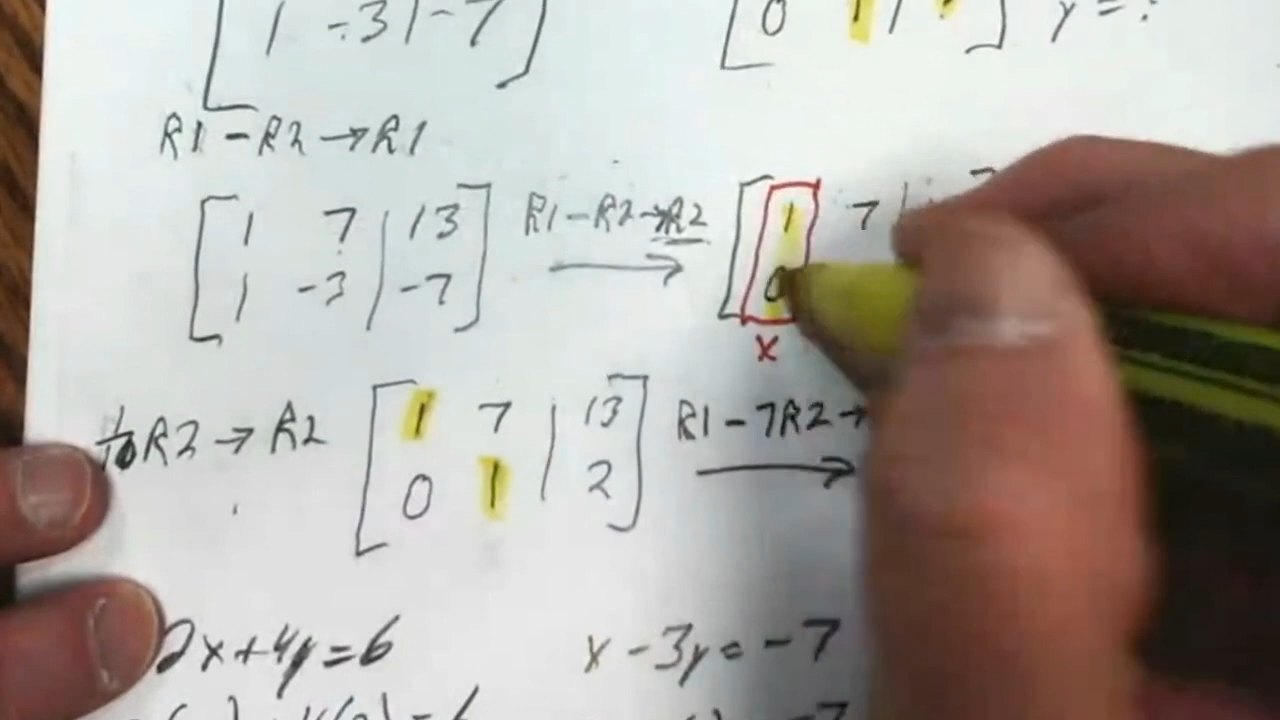 1 -3 | -7
0 1 |
y = ?
R1 - R2 → R1
1 7 | 13
1 -3 | -7
R1 - R2 → R2
1 7 |
0
x
1/10 R2 → R2
1 7 | 13
0 1 | 2
R1 - 7R2 →
2x + 4y = 6
x - 3y = -7